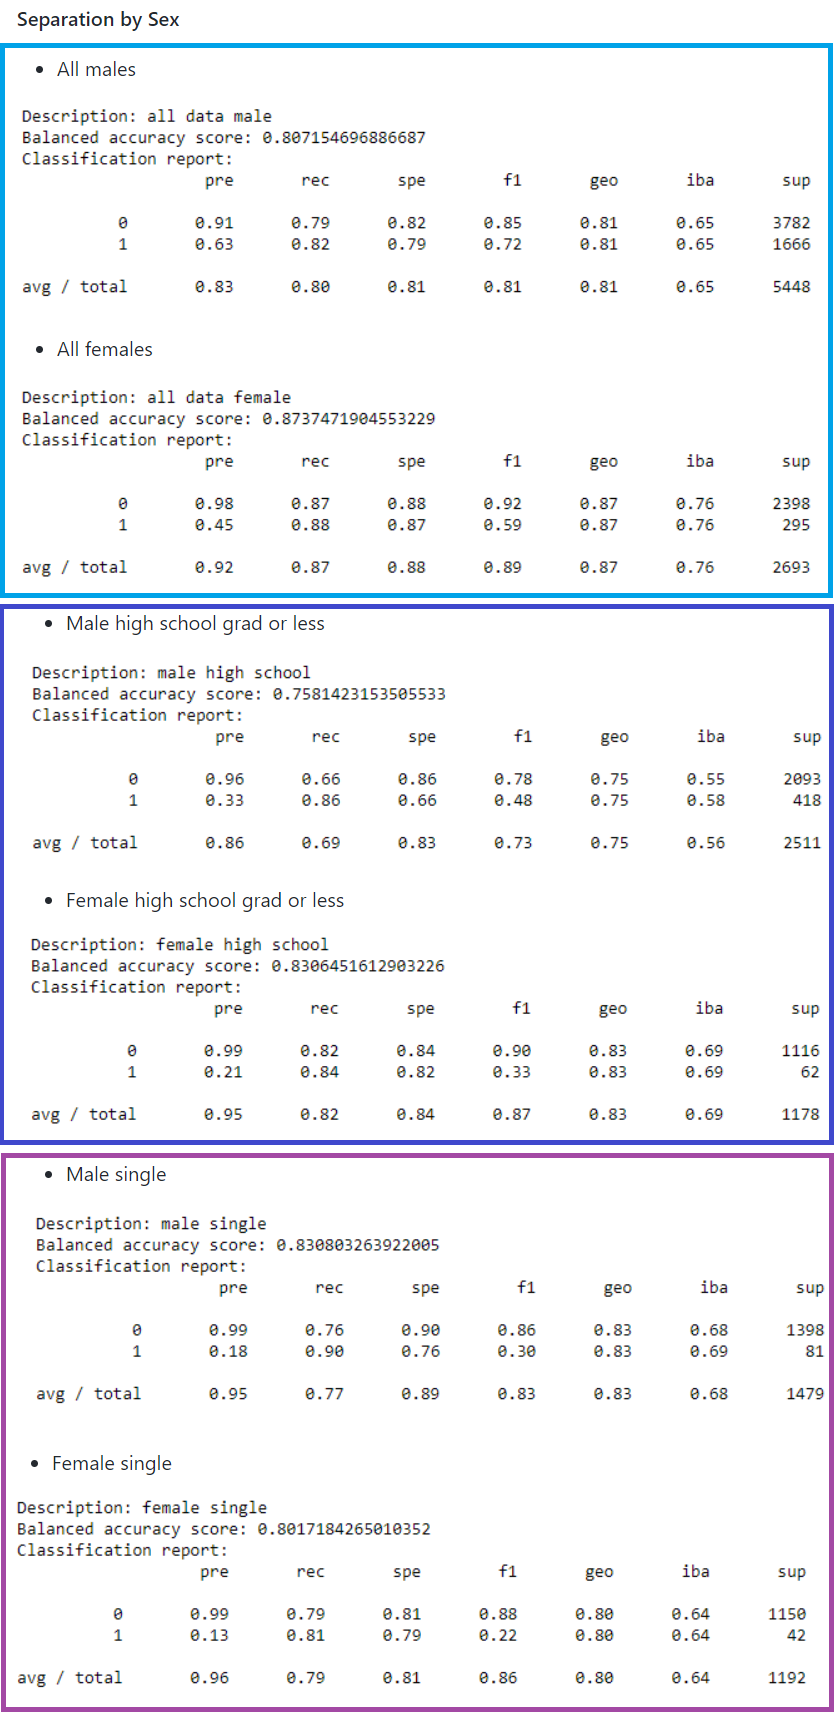 Separation by Sex
• All males
Description: all data male
Balanced accuracy score: 0.807154696886687
Classification report:
pre rec spe f1 geo iba sup
0 0.91 0.79 0.82 0.85 0.81 0.65 3782
1 0.63 0.82 0.79 0.72 0.81 0.65 1666
avg / total 0.83 0.80 0.81 0.81 0.81 0.65 5448
• All females
Description: all data female
Balanced accuracy score: 0.8737471904553229
Classification report:
pre rec spe f1 geo iba sup
0 0.98 0.87 0.88 0.92 0.87 0.76 2398
1 0.45 0.88 0.87 0.59 0.87 0.76 295
avg / total 0.92 0.87 0.88 0.89 0.87 0.76 2693
• Male high school grad or less
Description: male high school
Balanced accuracy score: 0.7581423153505533
Classification report:
pre rec spe f1 geo iba sup
0 0.96 0.66 0.86 0.78 0.75 0.55 2093
1 0.33 0.86 0.66 0.48 0.75 0.58 418
avg / total 0.86 0.69 0.83 0.73 0.75 0.56 2511
• Female high school grad or less
Description: female high school
Balanced accuracy score: 0.8306451612903226
Classification report:
pre rec spe f1 geo iba sup
0 0.99 0.82 0.84 0.90 0.83 0.69 1116
1 0.21 0.84 0.82 0.33 0.83 0.69 62
avg / total 0.95 0.82 0.84 0.87 0.83 0.69 1178
• Male single
Description: male single
Balanced accuracy score: 0.830803263922005
Classification report:
pre rec spe f1 geo iba sup
0 0.99 0.76 0.90 0.86 0.83 0.68 1398
1 0.18 0.90 0.76 0.30 0.83 0.69 81
avg / total 0.95 0.77 0.89 0.83 0.83 0.68 1479
• Female single
Description: female single
Balanced accuracy score: 0.8017184265010352
Classification report:
pre rec spe f1 geo iba sup
0 0.99 0.79 0.81 0.88 0.80 0.64 1150
1 0.13 0.81 0.79 0.22 0.80 0.64 42
avg / total 0.96 0.79 0.81 0.86 0.80 0.64 1192